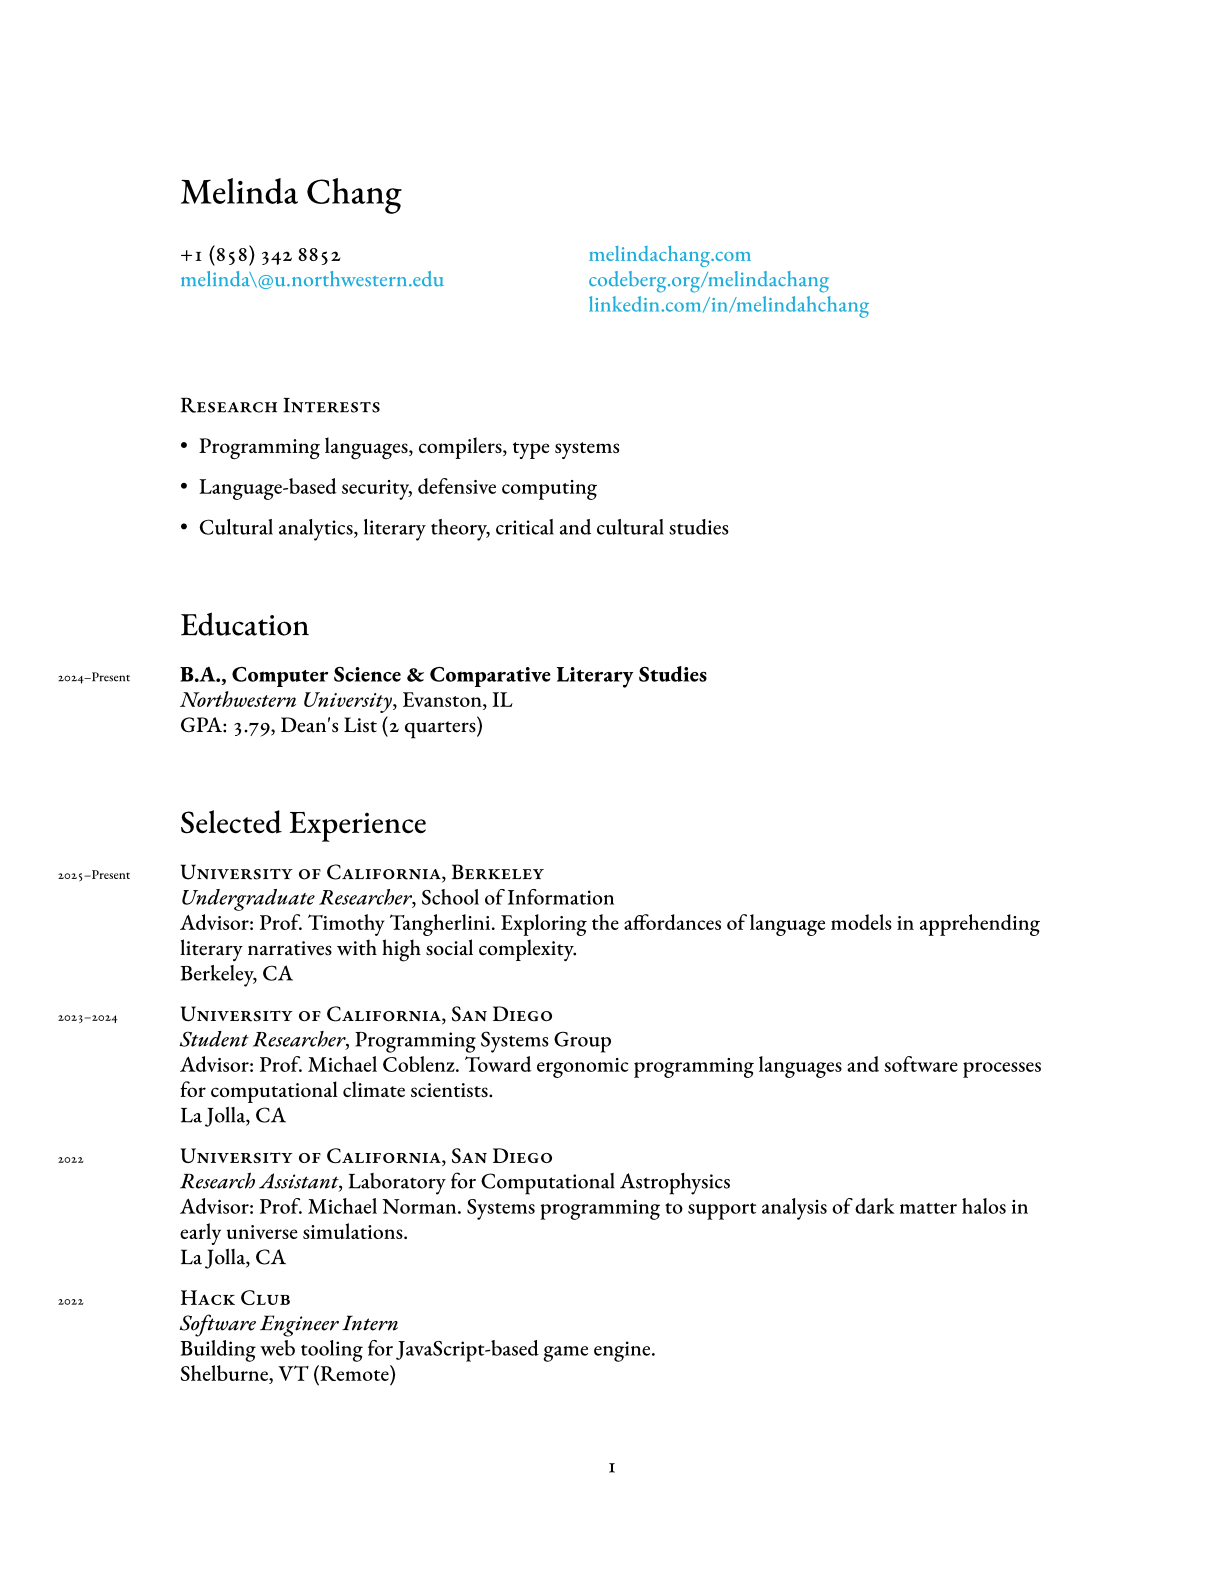 Melinda Chang
+1 (858) 342 8852
melinda\@u.northwestern.edu
melindachang.com
codeberg.org/melindachang
linkedin.com/in/melindahchang
Research Interests
• Programming languages, compilers, type systems
• Language-based security, defensive computing
• Cultural analytics, literary theory, critical and cultural studies
Education
2024–Present
B.A., Computer Science & Comparative Literary Studies
Northwestern University, Evanston, IL
GPA: 3.79, Dean's List (2 quarters)
Selected Experience
2025–Present
University of California, Berkeley
Undergraduate Researcher, School of Information
Advisor: Prof. Timothy Tangherlini. Exploring the affordances of language models in apprehending
literary narratives with high social complexity.
Berkeley, CA
2023–2024
University of California, San Diego
Student Researcher, Programming Systems Group
Advisor: Prof. Michael Coblenz. Toward ergonomic programming languages and software processes
for computational climate scientists.
La Jolla, CA
2022
University of California, San Diego
Research Assistant, Laboratory for Computational Astrophysics
Advisor: Prof. Michael Norman. Systems programming to support analysis of dark matter halos in
early universe simulations.
La Jolla, CA
2022
Hack Club
Software Engineer Intern
Building web tooling for JavaScript-based game engine.
Shelburne, VT (Remote)
1